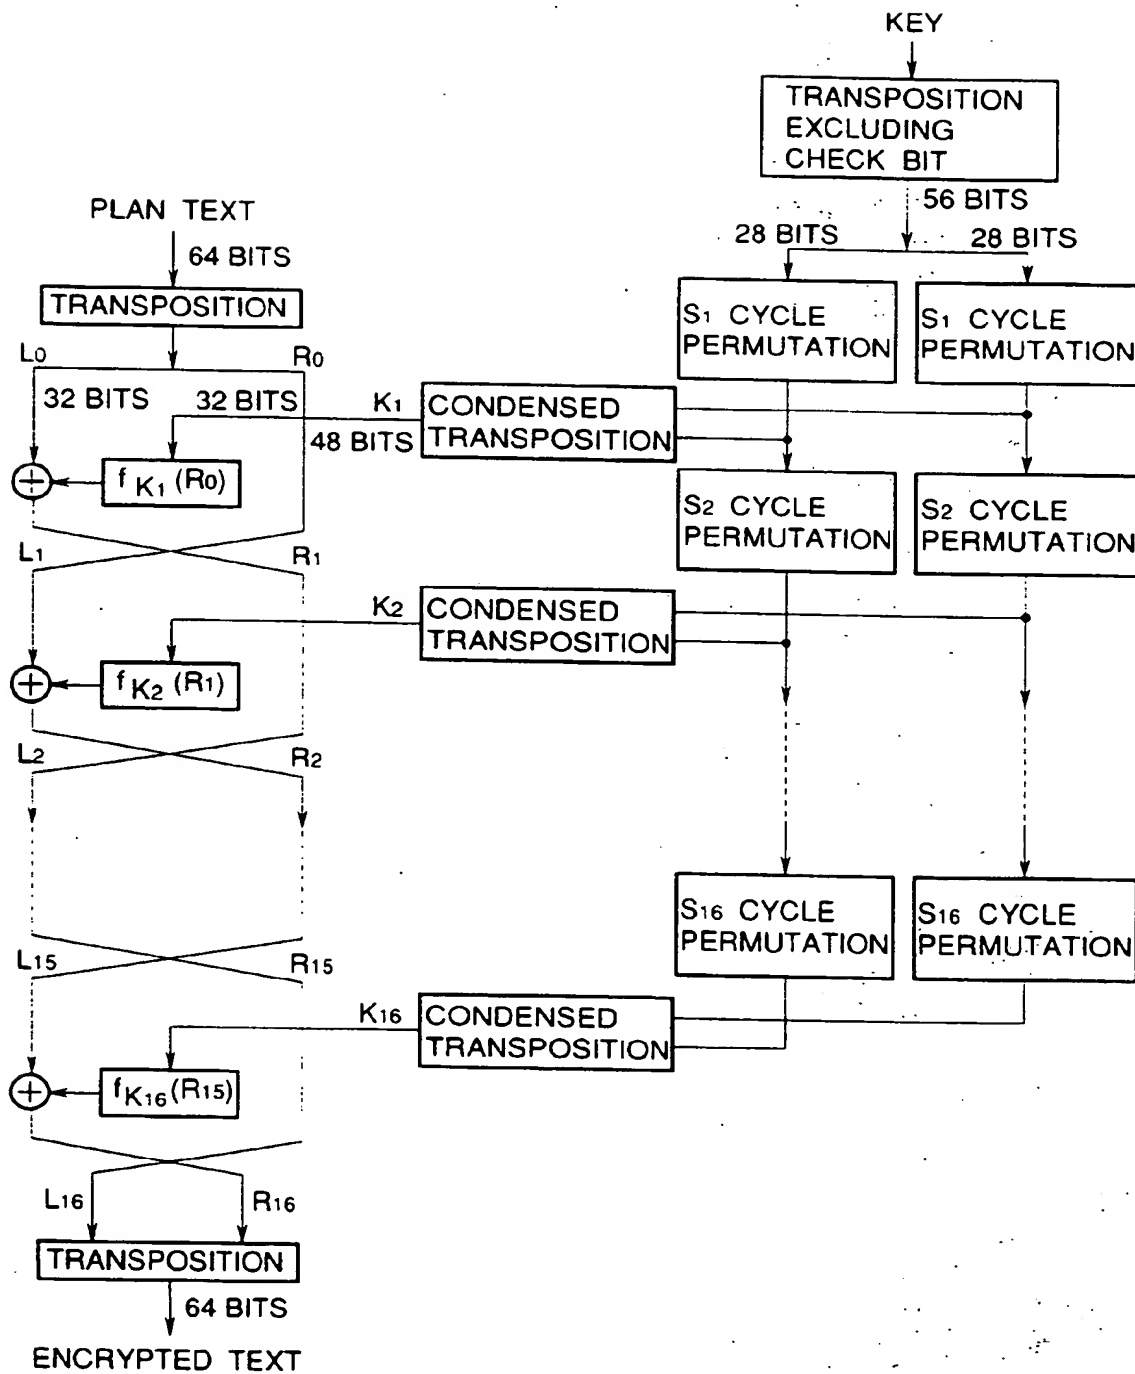 KEY
TRANSPOSITION
EXCLUDING
CHECK BIT
56 BITS
28 BITS
28 BITS
PLAN TEXT
64 BITS
TRANSPOSITION
L0
R0
32 BITS
32 BITS
48 BITS
K1
CONDENSED
TRANSPOSITION
S1 CYCLE
PERMUTATION
S1 CYCLE
PERMUTATION
fK1 (R0)
S2 CYCLE
PERMUTATION
S2 CYCLE
PERMUTATION
L1
R1
K2
CONDENSED
TRANSPOSITION
fK2 (R1)
L2
R2
S16 CYCLE
PERMUTATION
S16 CYCLE
PERMUTATION
L15
R15
K16
CONDENSED
TRANSPOSITION
fK16 (R15)
L16
R16
TRANSPOSITION
64 BITS
ENCRYPTED TEXT